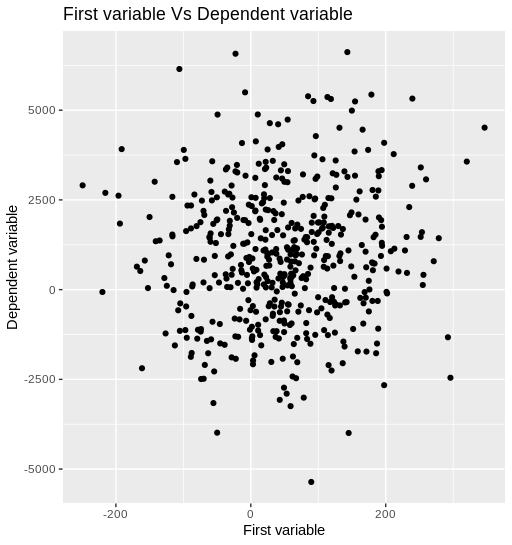 First variable Vs Dependent variable
5000
2500
0
-2500
-5000
Dependent variable
-200
0
200
First variable